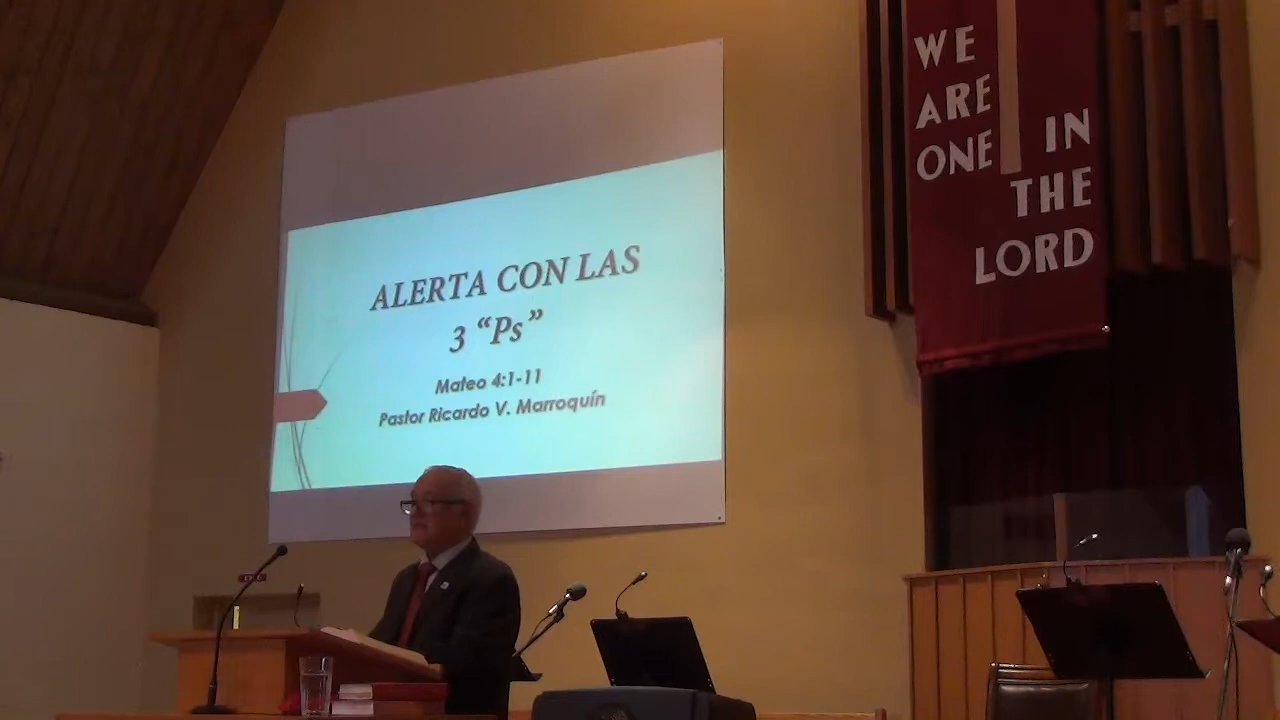 ALERTA CON LAS
3 “Ps”
Mateo 4:1-11
Pastor Ricardo V. Marroquín
WE
ARE
ONE
IN
THE
LORD